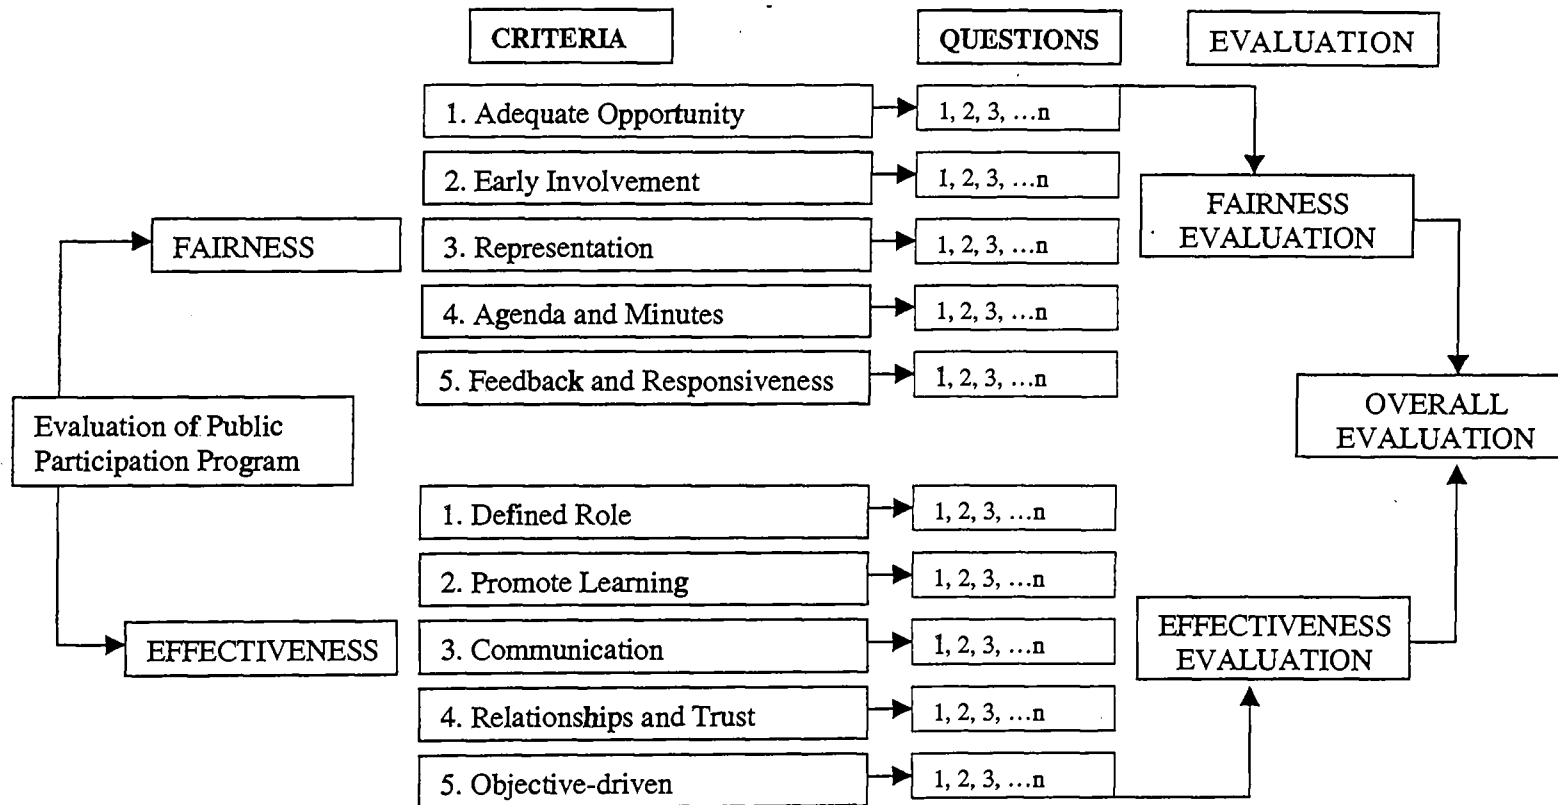 CRITERIA
QUESTIONS
EVALUATION
1. Adequate Opportunity
1, 2, 3, ...n
2. Early Involvement
1, 2, 3, ...n
FAIRNESS
EVALUATION
FAIRNESS
3. Representation
1, 2, 3, ...n
4. Agenda and Minutes
1, 2, 3, ...n
5. Feedback and Responsiveness
1, 2, 3, ...n
Evaluation of Public
Participation Program
OVERALL
EVALUATION
1. Defined Role
1, 2, 3, ...n
2. Promote Learning
1, 2, 3, ...n
EFFECTIVENESS
3. Communication
1, 2, 3, ...n
EFFECTIVENESS
EVALUATION
4. Relationships and Trust
1, 2, 3, ...n
5. Objective-driven
1, 2, 3, ...n